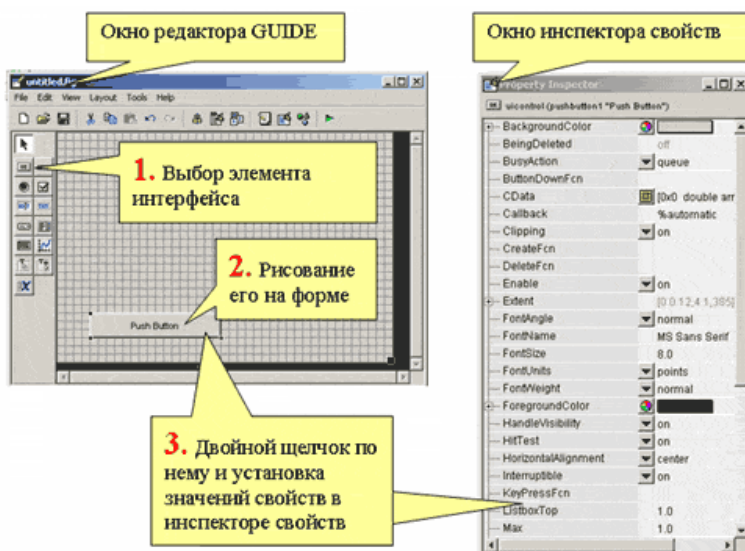 Окно редактора GUIDE
Окно инспектора свойств
untitled.fig
File Edit View Layout Tools Help
1. Выбор элемента
интерфейса
2. Рисование
его на форме
Push Button
3. Двойной щелчок по
нему и установка
значений свойств в
инспекторе свойств
Property Inspector
uicontrol (pushbutton1 "Push Button")
BackgroundColor
BeingDeleted off
BusyAction queue
ButtonDownFcn
CData [0x0 double arr
Callback %automatic
Clipping on
CreateFcn
DeleteFcn
Enable on
Extent
FontAngle normal
FontName MS Sans Serif
FontSize 8.0
FontUnits points
FontWeight normal
ForegroundColor
HandleVisibility on
HitTest on
HorizontalAlignment center
Interruptible on
KeyPressFcn
ListboxTop 1.0
Max 1.0